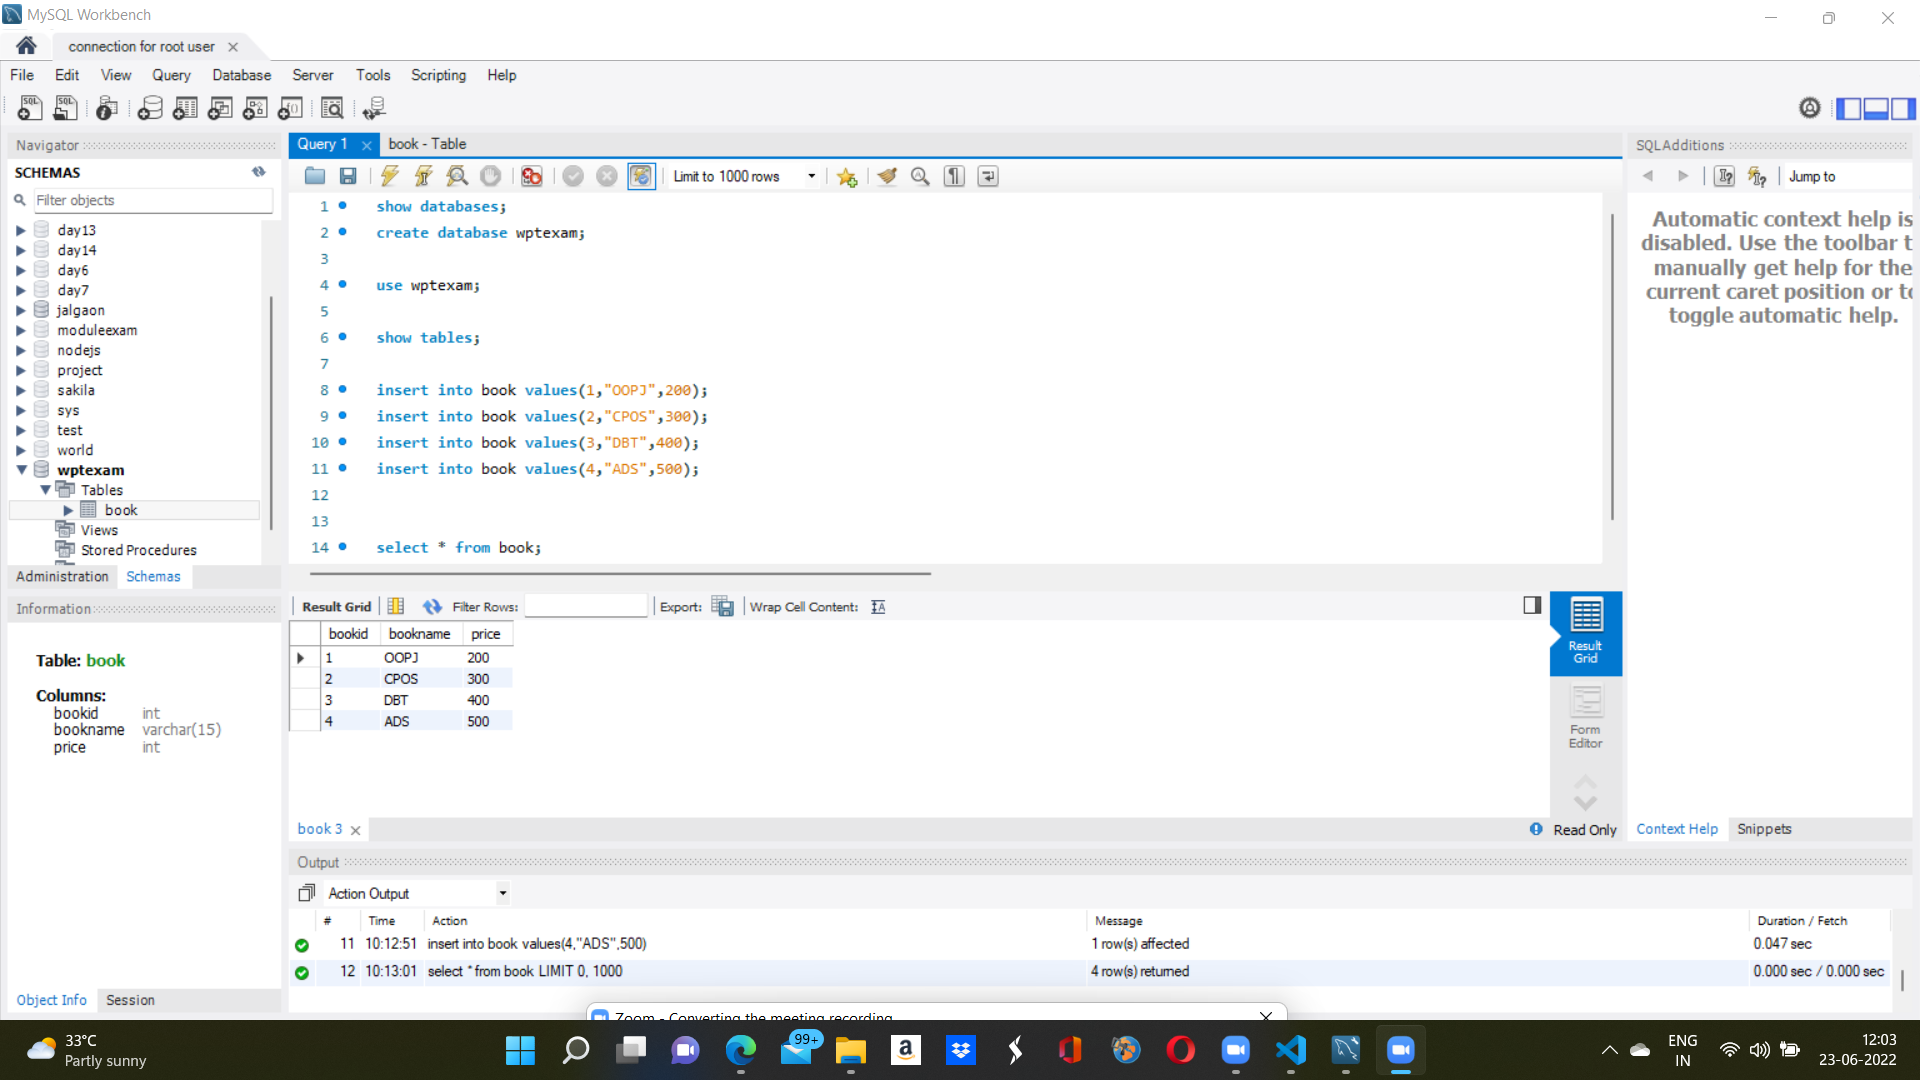 MySQL Workbench
connection for root user
File Edit View Query Database Server Tools Scripting Help
Navigator
SCHEMAS
Filter objects
day13
day14
day6
day7
jalgaon
moduleexam
nodejs
project
sakila
sys
test
world
wptexam
Tables
book
Views
Stored Procedures
Administration Schemas
Information
Table: book
Columns:
bookid int
bookname varchar(15)
price int
Object Info Session
Query 1 book - Table
Limit to 1000 rows
1 show databases;
2 create database wptexam;
3
4 use wptexam;
5
6 show tables;
7
8 insert into book values(1,"OOPJ",200);
9 insert into book values(2,"CPOS",300);
10 insert into book values(3,"DBT",400);
11 insert into book values(4,"ADS",500);
12
13
14 select * from book;
Result Grid Filter Rows: Export: Wrap Cell Content:
bookid bookname price
1 OOPJ 200
2 CPOS 300
3 DBT 400
4 ADS 500
Result
Grid
Form
Editor
book 3
Read Only
SQLAdditions
Jump to
Automatic context help is
disabled. Use the toolbar t
manually get help for the
current caret position or to
toggle automatic help.
Context Help Snippets
Output
Action Output
# Time Action Message Duration / Fetch
11 10:12:51 insert into book values(4,"ADS",500) 1 row(s) affected 0.047 sec
12 10:13:01 select * from book LIMIT 0, 1000 4 row(s) returned 0.000 sec / 0.000 sec
Zoom - Converting the meeting recording
33°C
Partly sunny
99+
ENG
IN
12:03
23-06-2022